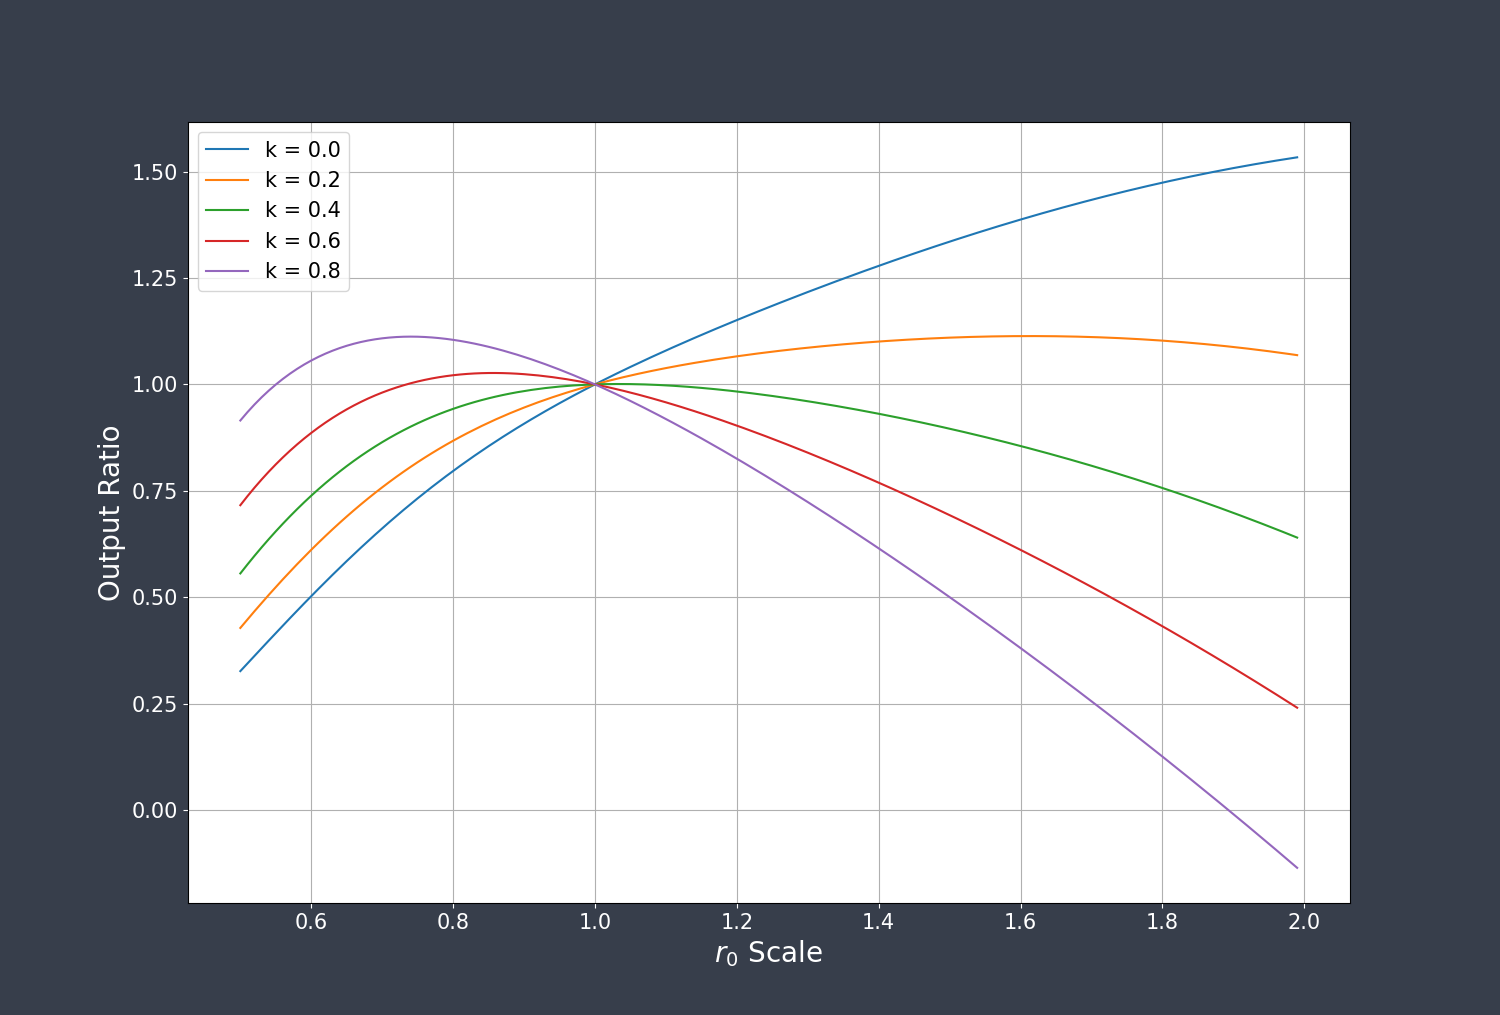 k = 0.0
k = 0.2
k = 0.4
k = 0.6
k = 0.8
1.50
1.25
1.00
0.75
0.50
0.25
0.00
Output Ratio
0.6 0.8 1.0 1.2 1.4 1.6 1.8 2.0
r₀ Scale